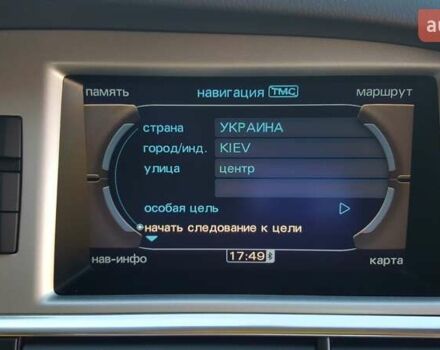 au
память навигация TMC маршрут
страна УКРАИНА
город/инд. KIEV
улица центр
особая цель
начать следование к цели
нав-инфо 17:49 карта